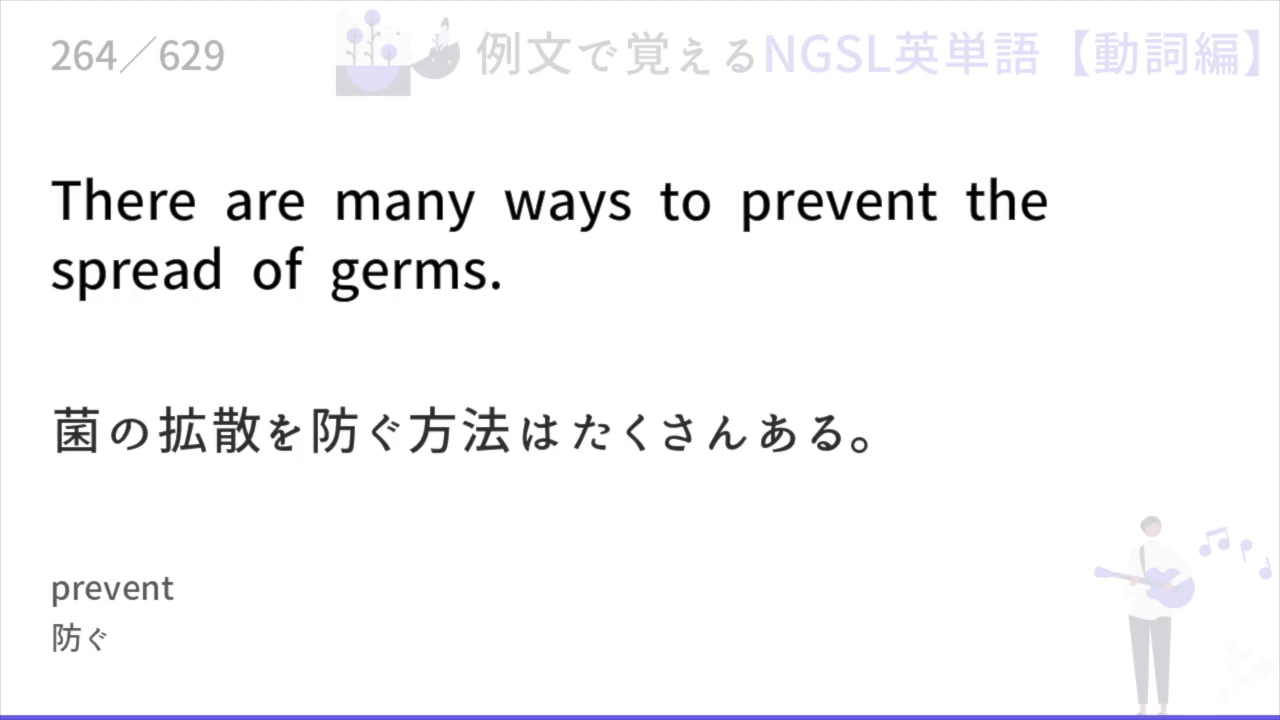 264／629
例文で覚えるNGSL英単語【動詞編】
There are many ways to prevent the
spread of germs.
菌の拡散を防ぐ方法はたくさんある。
prevent
防ぐ